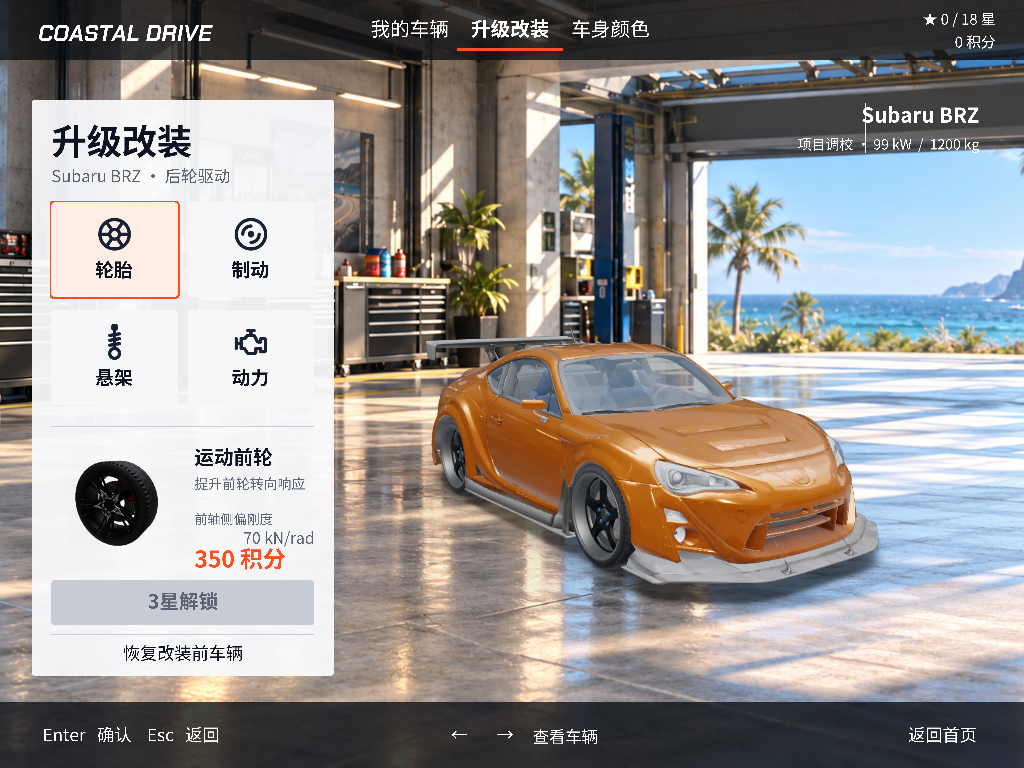 COASTAL DRIVE
我的车辆 升级改装 车身颜色
★ 0 / 18 星
0 积分
Subaru BRZ
项目调校 • 99 kW / 1200 kg
升级改装
Subaru BRZ • 后轮驱动
轮胎 制动
悬架 动力
运动前轮
提升前轮转向响应
前轴侧偏刚度
70 kN/rad
350 积分
3星解锁
恢复改装前车辆
Enter 确认 Esc 返回 ← → 查看车辆 返回首页